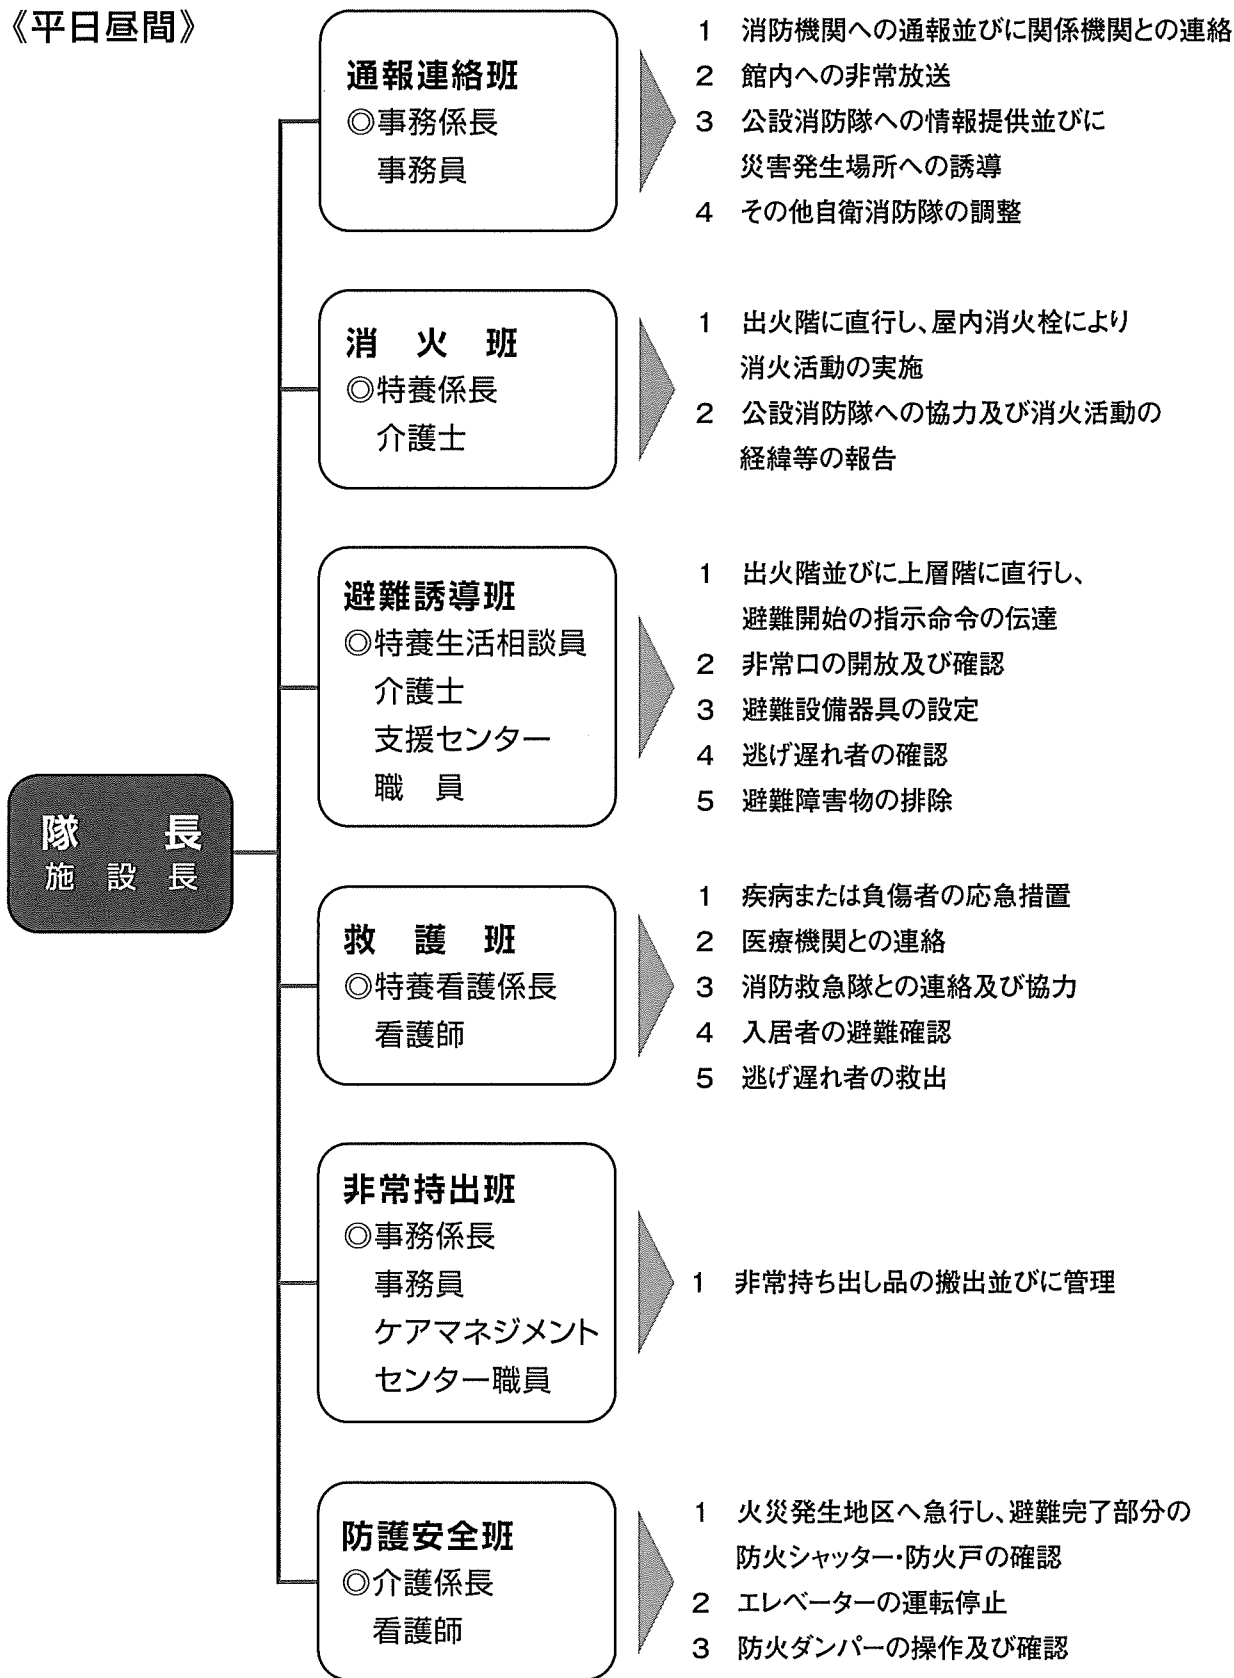 《平日昼間》
隊　長
施 設 長
通報連絡班
◎事務係長
事務員
1　消防機関への通報並びに関係機関との連絡
2　館内への非常放送
3　公設消防隊への情報提供並びに
災害発生場所への誘導
4　その他自衛消防隊の調整
消　火　班
◎特養係長
介護士
1　出火階に直行し、屋内消火栓により
消火活動の実施
2　公設消防隊への協力及び消火活動の
経緯等の報告
避難誘導班
◎特養生活相談員
介護士
支援センター
職　員
1　出火階並びに上層階に直行し、
避難開始の指示命令の伝達
2　非常口の開放及び確認
3　避難設備器具の設定
4　逃げ遅れ者の確認
5　避難障害物の排除
救　護　班
◎特養看護係長
看護師
1　疾病または負傷者の応急措置
2　医療機関との連絡
3　消防救急隊との連絡及び協力
4　入居者の避難確認
5　逃げ遅れ者の救出
非常持出班
◎事務係長
事務員
ケアマネジメント
センター職員
1　非常持ち出し品の搬出並びに管理
防護安全班
◎介護係長
看護師
1　火災発生地区へ急行し、避難完了部分の
防火シャッター・防火戸の確認
2　エレベーターの運転停止
3　防火ダンパーの操作及び確認